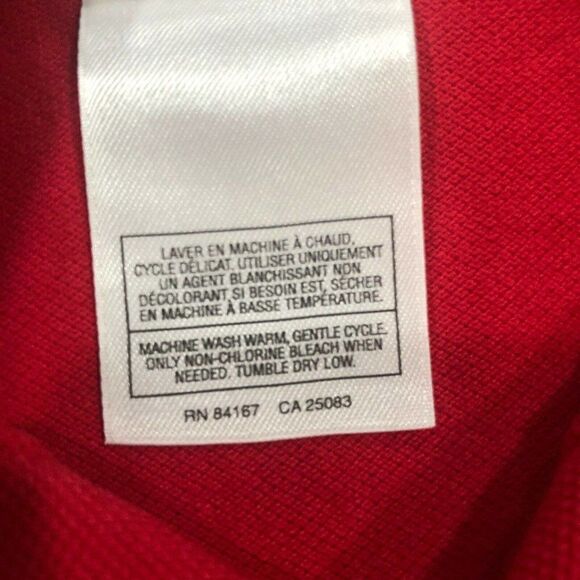 LAVER EN MACHINE À CHAUD,
CYCLE DÉLICAT. UTILISER UNIQUEMENT
UN AGENT BLANCHISSANT NON
DÉCOLORANT SI BESOIN EST, SÉCHER
EN MACHINE À BASSE TEMPÉRATURE.
MACHINE WASH WARM, GENTLE CYCLE.
ONLY NON-CHLORINE BLEACH WHEN
NEEDED. TUMBLE DRY LOW.
RN 84167 CA 25083